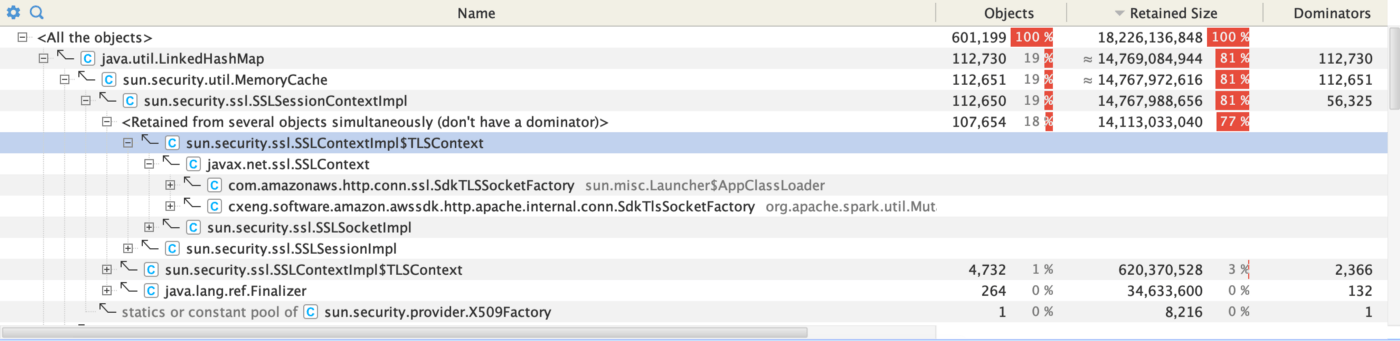 Name Objects Retained Size Dominators
<All the objects> 601,199 100 % 18,226,136,848 100 %
C java.util.LinkedHashMap 112,730 19 % ≈ 14,769,084,944 81 % 112,730
C sun.security.util.MemoryCache 112,651 19 % ≈ 14,767,972,616 81 % 112,651
C sun.security.ssl.SSLSessionContextImpl 112,650 19 % ≈ 14,767,988,656 81 % 56,325
<Retained from several objects simultaneously (don't have a dominator)> 107,654 18 % 14,113,033,040 77 %
C sun.security.ssl.SSLContextImpl$TLSContext
C javax.net.ssl.SSLContext
C com.amazonaws.http.conn.ssl.SdkTLSSocketFactory sun.misc.Launcher$AppClassLoader
C cxeng.software.amazon.awssdk.http.apache.internal.conn.SdkTlsSocketFactory org.apache.spark.util.Mut
C sun.security.ssl.SSLSocketImpl
C sun.security.ssl.SSLSessionImpl
C sun.security.ssl.SSLContextImpl$TLSContext 4,732 1 % 620,370,528 3 % 2,366
C java.lang.ref.Finalizer 264 0 % 34,633,600 0 % 132
statics or constant pool of C sun.security.provider.X509Factory 1 0 % 8,216 0 % 1